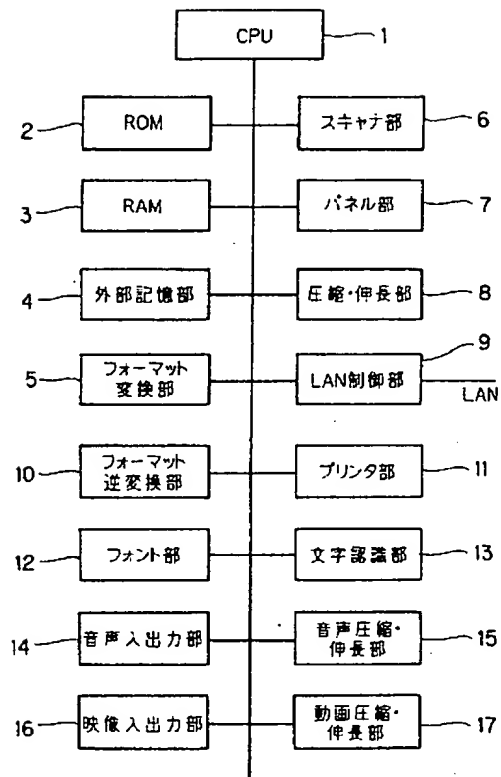 CPU
1
2
ROM
スキャナ部
6
3
RAM
パネル部
7
4
外部記憶部
圧縮・伸長部
8
5
フォーマット
変換部
LAN制御部
9
LAN
10
フォーマット
逆変換部
プリンタ部
11
12
フォント部
文字認識部
13
14
音声入出力部
音声圧縮・
伸長部
15
16
映像入出力部
動画圧縮・
伸長部
17